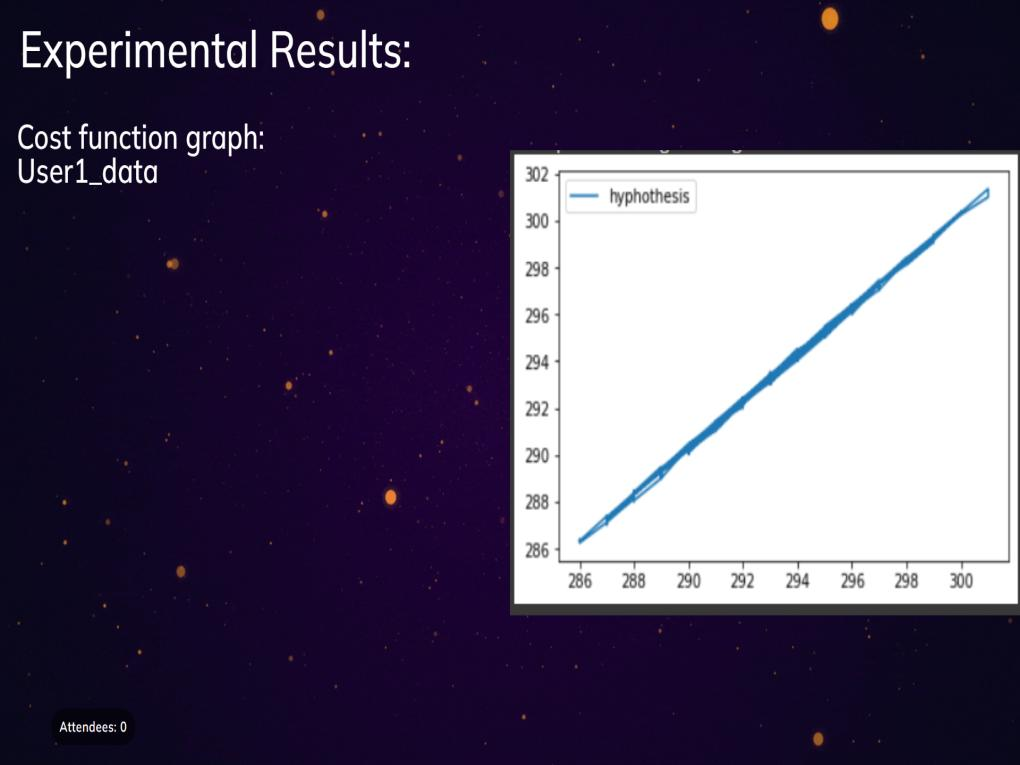 Experimental Results:
Cost function graph:
User1_data
hyphothesis
302
300
298
296
294
292
290
288
286
286 288 290 292 294 296 298 300
Attendees: 0